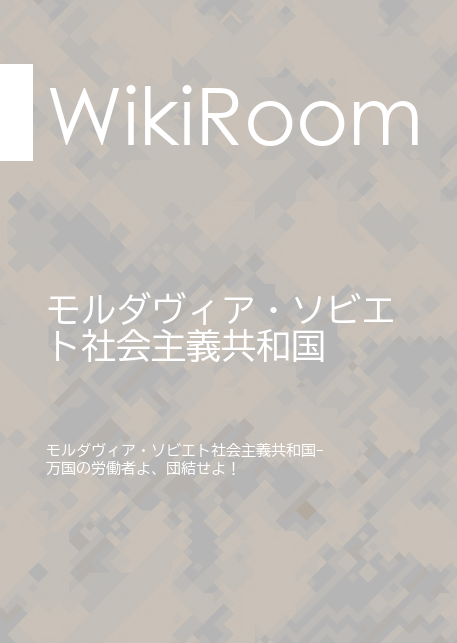 WikiRoom
モルダヴィア・ソビエ
ト社会主義共和国
モルダヴィア・ソビエト社会主義共和国-
万国の労働者よ、団結せよ！